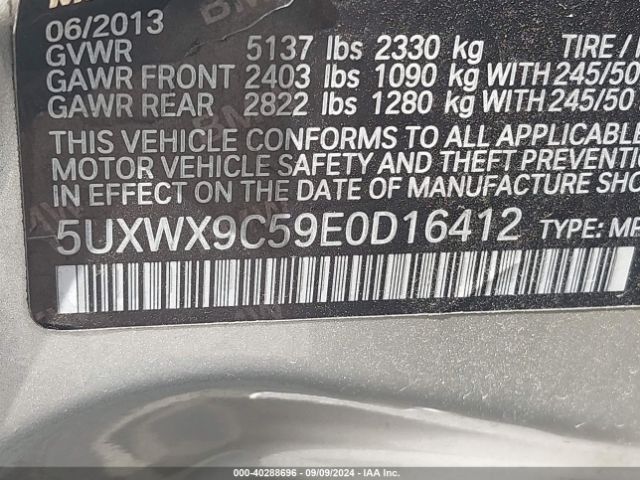 06/2013
GVWR 5137 lbs 2330 kg TIRE /
GAWR FRONT 2403 lbs 1090 kg WITH 245/50
GAWR REAR 2822 lbs 1280 kg WITH 245/50
THIS VEHICLE CONFORMS TO ALL APPLICABLE
MOTOR VEHICLE SAFETY AND THEFT PREVENTI
IN EFFECT ON THE DATE OF MANUFACTURE SHO
5UXWX9C59E0D16412 TYPE: MP
000-40288696 - 09/09/2024 - IAA Inc.